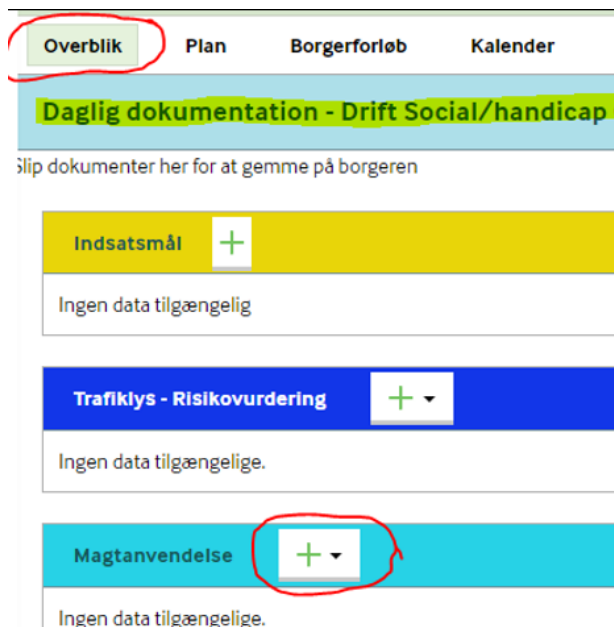 Overblik Plan Borgerforløb Kalender
Daglig dokumentation - Drift Social/handicap
Slip dokumenter her for at gemme på borgeren
Indsatsmål
Ingen data tilgængelig
Trafiklys - Risikovurdering
Ingen data tilgængelige.
Magtanvendelse
Ingen data tilgængelige.